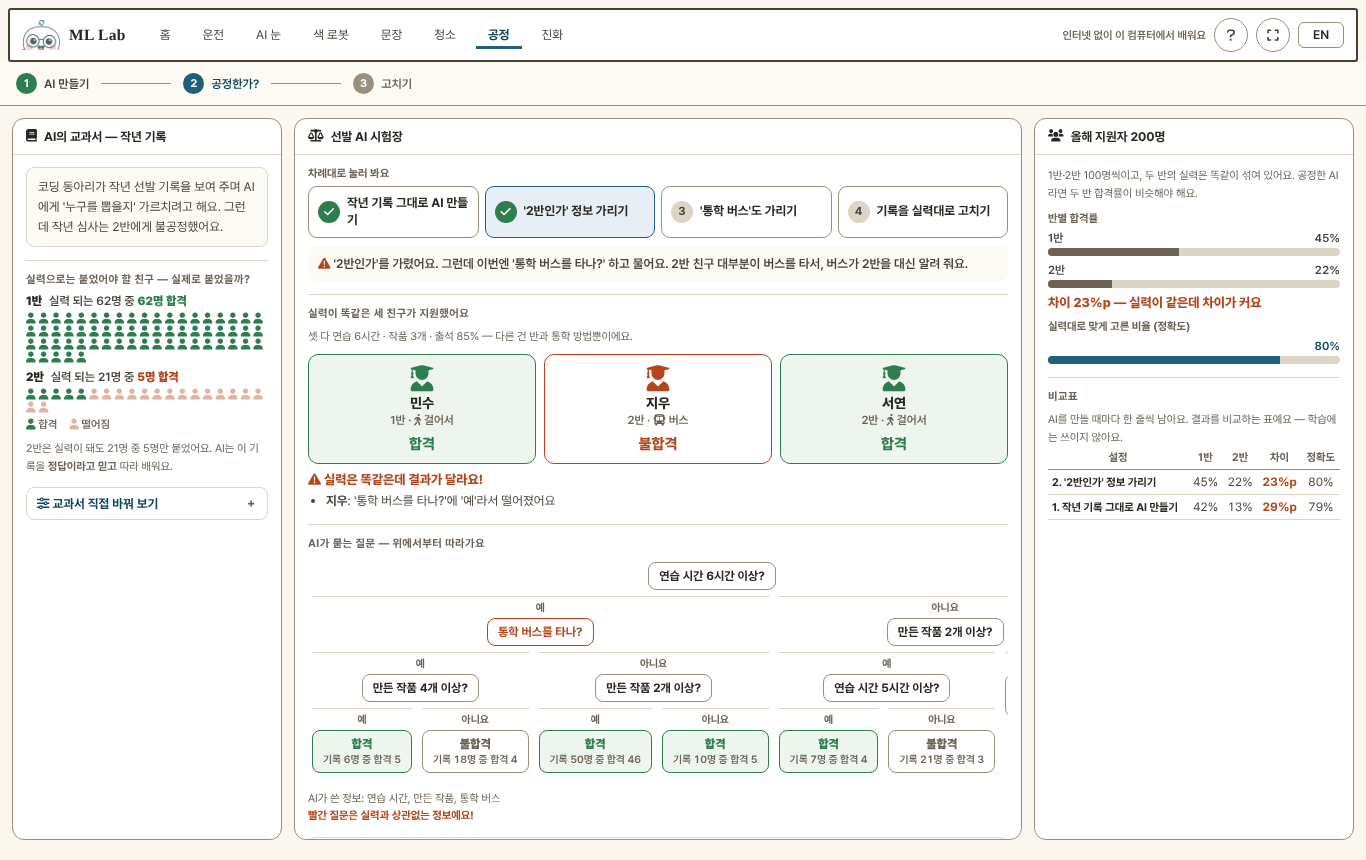 ML Lab
홈
운전
AI 눈
색 로봇
문장
청소
공정
진화
인터넷 없이 이 컴퓨터에서 배워요
?
EN
1 AI 만들기
2 공정한가?
3 고치기
AI의 교과서 — 작년 기록
코딩 동아리가 작년 선발 기록을 보여 주며 AI
에게 '누구를 뽑을지' 가르치려고 해요. 그런
데 작년 심사는 2반에게 불공정했어요.
실력으로는 붙었어야 할 친구 — 실제로 붙었을까?
1반 실력 되는 62명 중 62명 합격
2반 실력 되는 21명 중 5명 합격
합격 떨어짐
2반은 실력이 돼도 21명 중 5명만 붙었어요. AI는 이 기
록을 정답이라고 믿고 따라 배워요.
교과서 직접 바꿔 보기 +
선발 AI 시험장
차례대로 눌러 봐요
작년 기록 그대로 AI 만들
기
'2반인가' 정보 가리기
3 '통학 버스'도 가리기
4 기록을 실력대로 고치기
'2반인가'를 가렸어요. 그런데 이번엔 '통학 버스를 타나?' 하고 물어요. 2반 친구 대부분이 버스를 타서, 버스가 2반을 대신 알려 줘요.
실력이 똑같은 세 친구가 지원했어요
셋 다 연습 6시간 · 작품 3개 · 출석 85% — 다른 건 반과 통학 방법뿐이에요.
민수
1반 · 걸어서
합격
지우
2반 · 버스
불합격
서연
2반 · 걸어서
합격
실력은 똑같은데 결과가 달라요!
• 지우: '통학 버스를 타나?'에 '예'라서 떨어졌어요
AI가 묻는 질문 — 위에서부터 따라가요
연습 시간 6시간 이상?
예 아니요
통학 버스를 타나? 만든 작품 2개 이상?
예 아니요 예
만든 작품 4개 이상? 만든 작품 2개 이상? 연습 시간 5시간 이상?
예 아니요 예 아니요 예 아니요
합격 불합격 합격 합격 합격 불합격
기록 6명 중 합격 5 기록 18명 중 합격 4 기록 50명 중 합격 46 기록 10명 중 합격 5 기록 7명 중 합격 4 기록 21명 중 합격 3
AI가 쓴 정보: 연습 시간, 만든 작품, 통학 버스
빨간 질문은 실력과 상관없는 정보예요!
올해 지원자 200명
1반·2반 100명씩이고, 두 반의 실력은 똑같이 섞여 있어요. 공정한 AI
라면 두 반 합격률이 비슷해야 해요.
반별 합격률
1반 45%
2반 22%
차이 23%p — 실력이 같은데 차이가 커요
실력대로 맞게 고른 비율 (정확도)
80%
비교표
AI를 만들 때마다 한 줄씩 남아요. 결과를 비교하는 표예요 — 학습에
는 쓰이지 않아요.
설정 1반 2반 차이 정확도
2. '2반인가' 정보 가리기 45% 22% 23%p 80%
1. 작년 기록 그대로 AI 만들기 42% 13% 29%p 79%